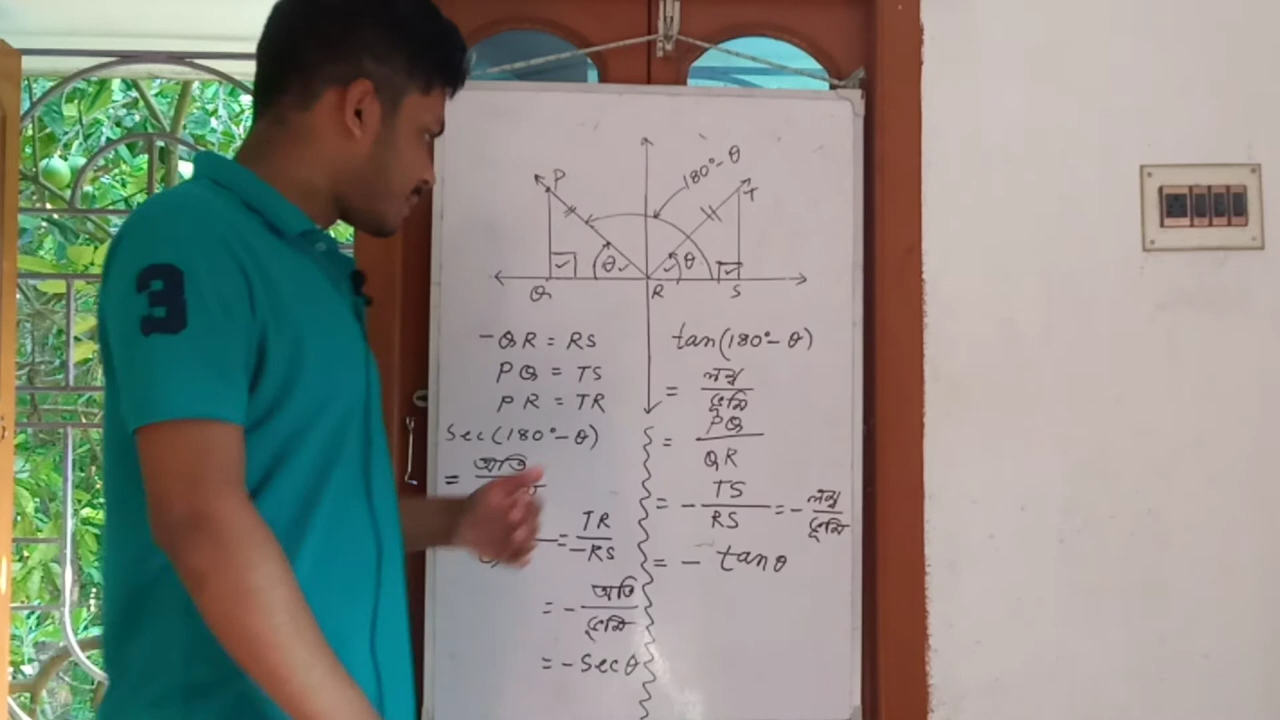 3
180°-θ
P
T
θ
θ
Q
R
S
-QR = RS
PQ = TS
PR = TR
Sec(180°-θ)
= অতি
= TR/-RS
= - অতি/ভূমি
= - Secθ
tan(180°-θ)
= লম্ব/ভূমি
= PQ/QR
= - TS/RS = - লম্ব/ভূমি
= - tanθ